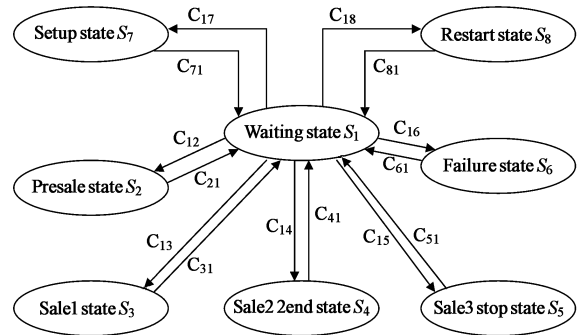 Setup state S7
C17
C18
Restart state S8
C71
C81
Waiting state S1
C12
C16
Presale state S2
C21
C61
Failure state S6
C13
C31
C14
C41
C15
C51
Sale1 state S3
Sale2 2end state S4
Sale3 stop state S5